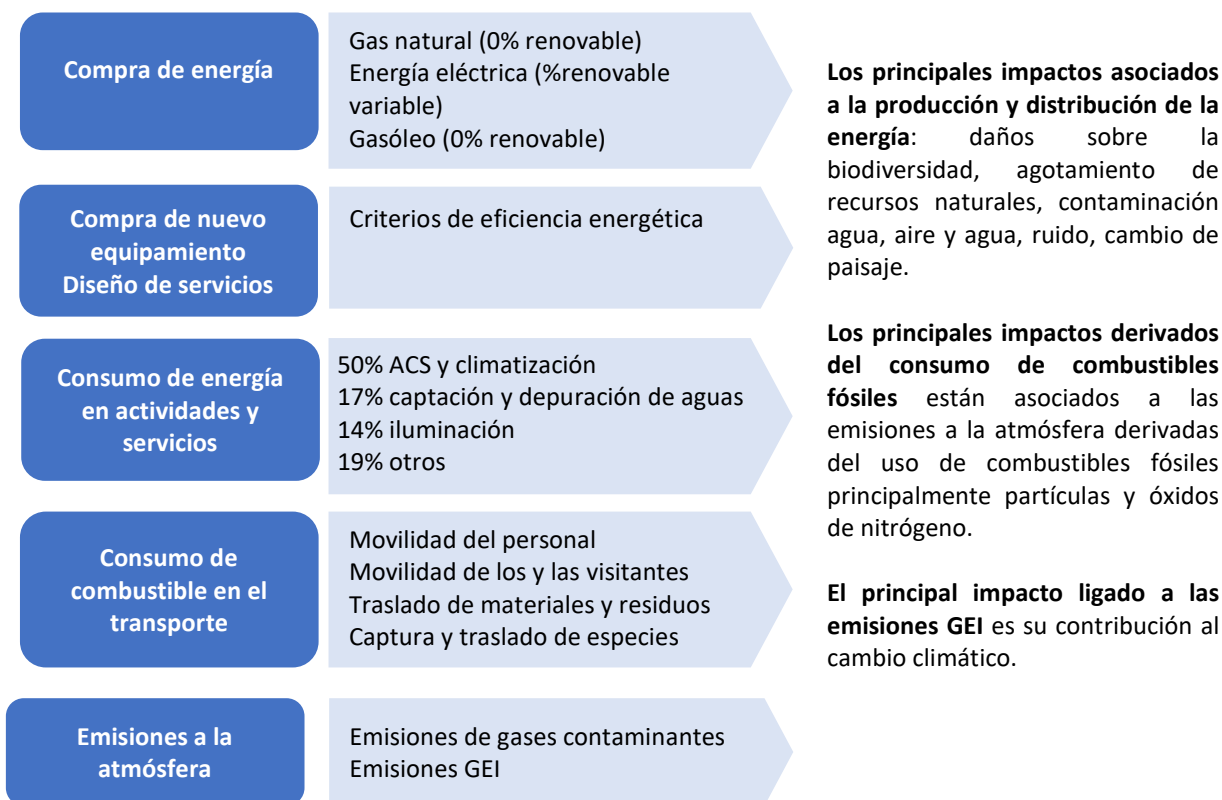 Compra de energía
Gas natural (0% renovable)
Energía eléctrica (%renovable
variable)
Gasóleo (0% renovable)
Compra de nuevo
equipamiento
Diseño de servicios
Criterios de eficiencia energética
Consumo de energía
en actividades y
servicios
50% ACS y climatización
17% captación y depuración de aguas
14% iluminación
19% otros
Consumo de
combustible en el
transporte
Movilidad del personal
Movilidad de los y las visitantes
Traslado de materiales y residuos
Captura y traslado de especies
Emisiones a la
atmósfera
Emisiones de gases contaminantes
Emisiones GEI
Los principales impactos asociados
a la producción y distribución de la
energía: daños sobre la
biodiversidad, agotamiento de
recursos naturales, contaminación
agua, aire y agua, ruido, cambio de
paisaje.
Los principales impactos derivados
del consumo de combustibles
fósiles están asociados a las
emisiones a la atmósfera derivadas
del uso de combustibles fósiles
principalmente partículas y óxidos
de nitrógeno.
El principal impacto ligado a las
emisiones GEI es su contribución al
cambio climático.